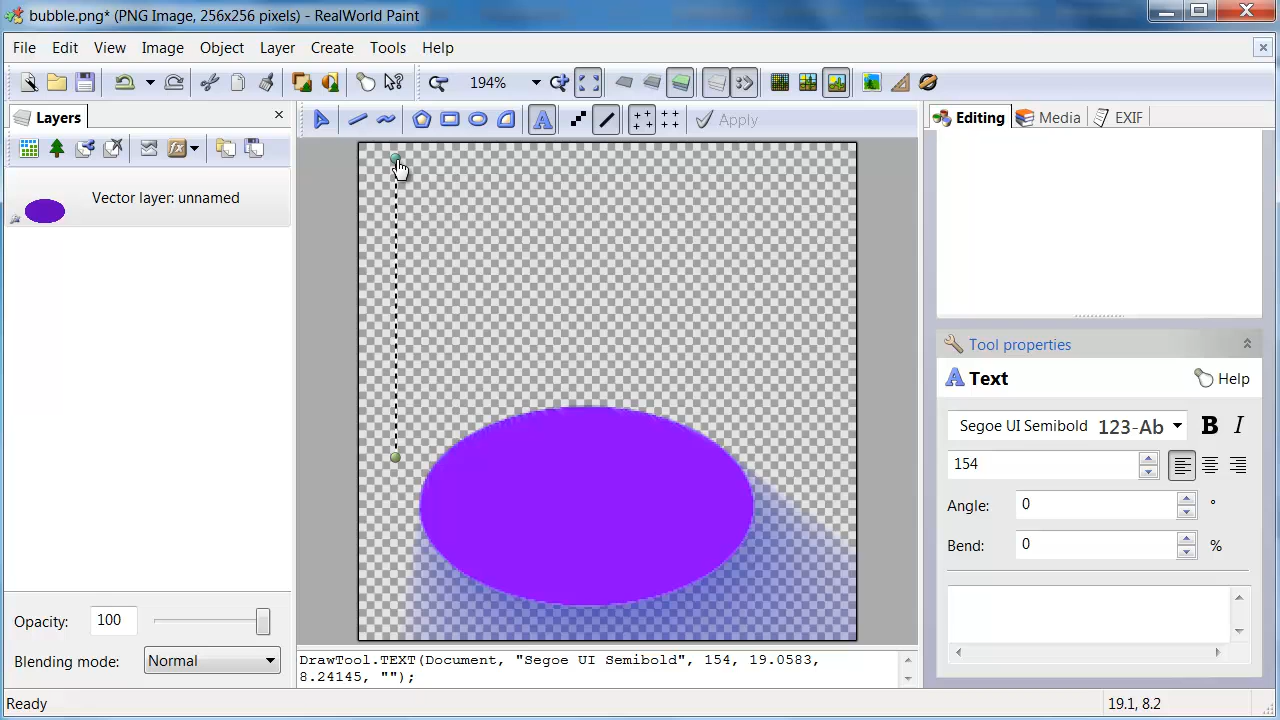 bubble.png* (PNG Image, 256x256 pixels) - RealWorld Paint
File Edit View Image Object Layer Create Tools Help
194%
Layers
Apply
Editing Media EXIF
Vector layer: unnamed
Tool properties
Text Help
Segoe UI Semibold 123-Ab B I
154
Angle: 0 °
Bend: 0 %
Opacity: 100
Blending mode: Normal
DrawTool.TEXT(Document, "Segoe UI Semibold", 154, 19.0583,
8.24145, "");
Ready 19.1, 8.2